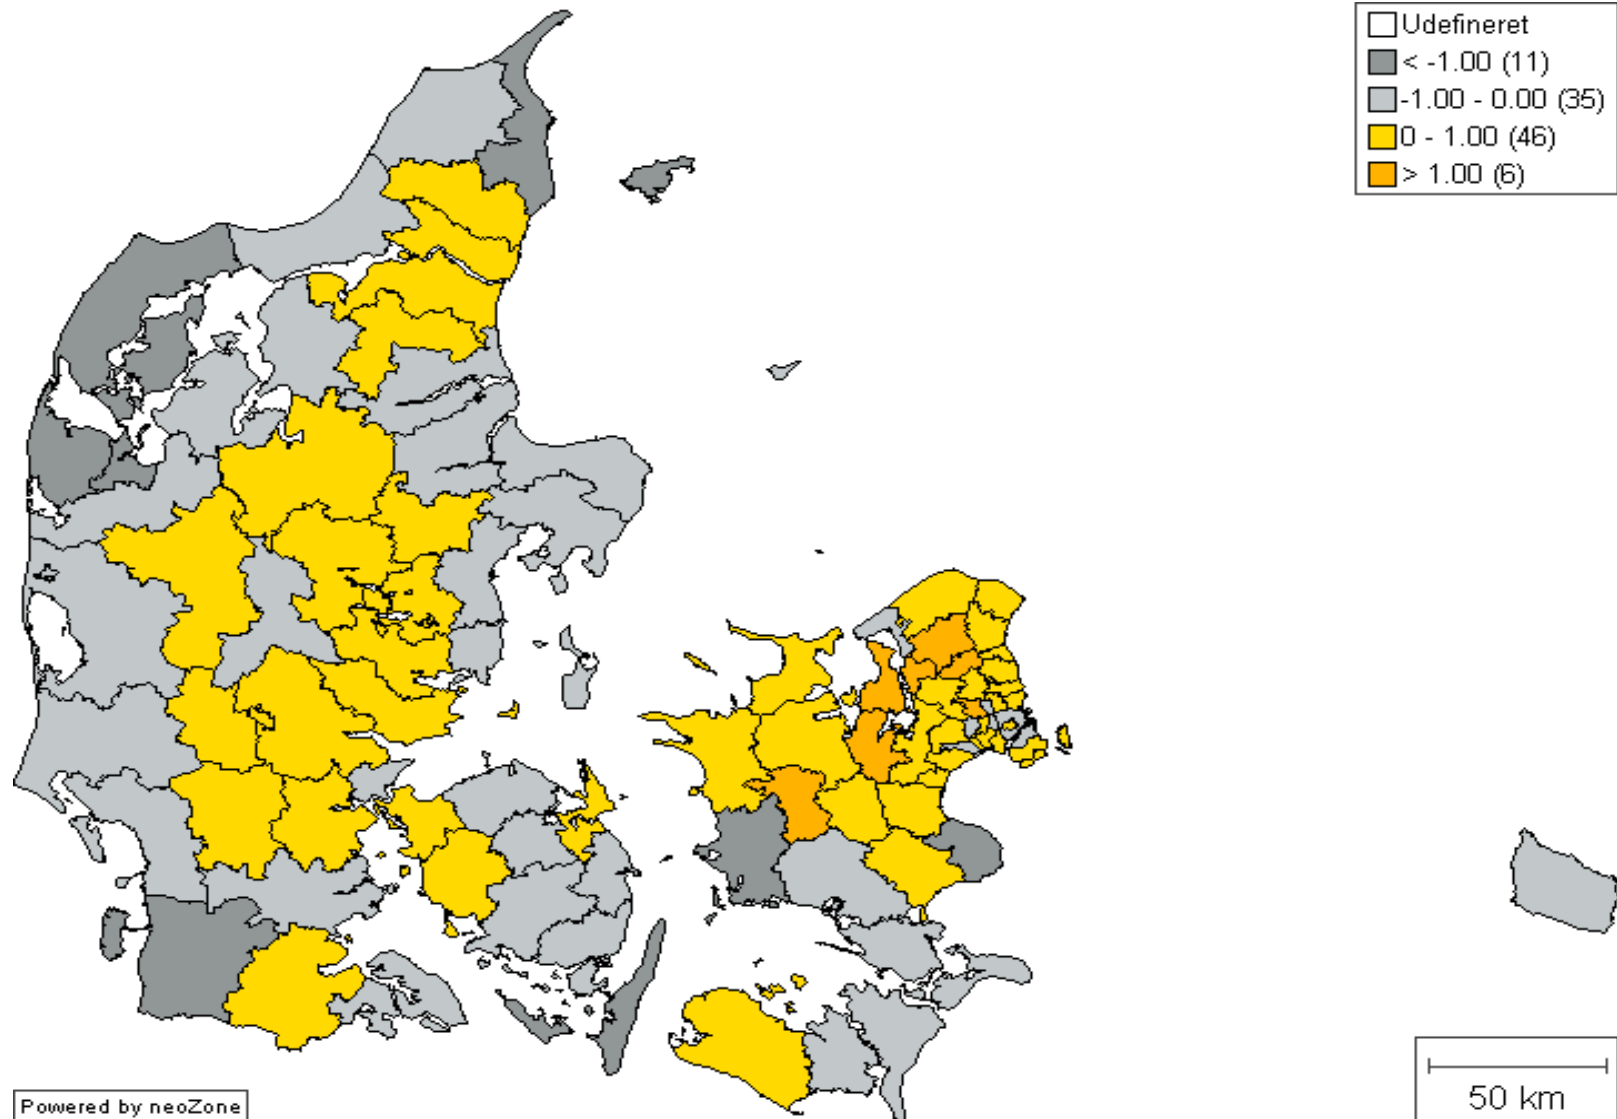 Udefineret
< -1.00 (11)
-1.00 - 0.00 (35)
0 - 1.00 (46)
> 1.00 (6)
50 km
Powered by neoZone